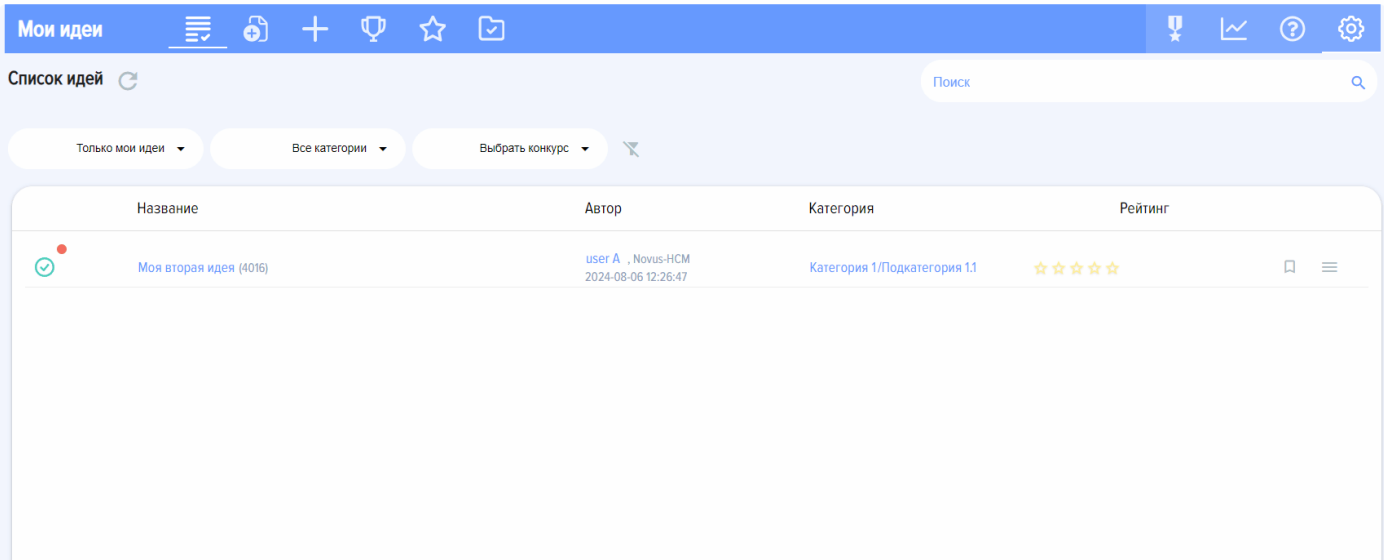 Мои идеи
Список идей
Поиск
Только мои идеи
Все категории
Выбрать конкурс
Название Автор Категория Рейтинг
Моя вторая идея (4016) user A , Novus-HCM Категория 1/Подкатегория 1.1
2024-08-06 12:26:47